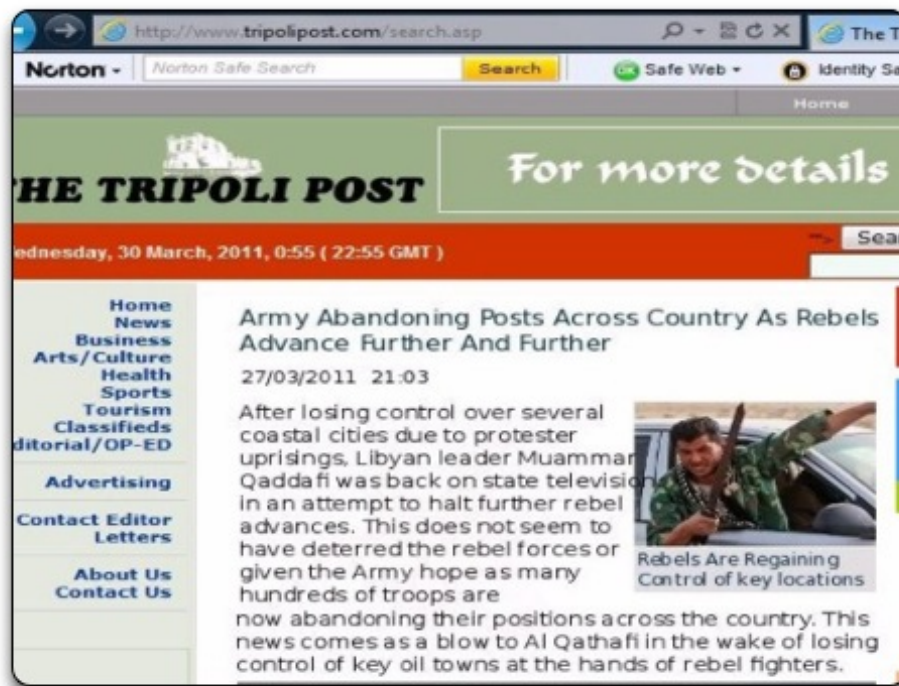 http://www.tripolipost.com/search.asp
The T
Norton
Norton Safe Search
Search
OK
Safe Web
Identity Sa
Home
HE TRIPOLI POST
For more details
ednesday, 30 March, 2011, 0:55 ( 22:55 GMT )
-->
Sea
Home
News
Business
Arts/Culture
Health
Sports
Tourism
Classifieds
ditorial/OP-ED
Advertising
Contact Editor
Letters
About Us
Contact Us
Army Abandoning Posts Across Country As Rebels
Advance Further And Further
27/03/2011 21:03
After losing control over several
coastal cities due to protester
uprisings, Libyan leader Muammar
Qaddafi was back on state television
in an attempt to halt further rebel
advances. This does not seem to
have deterred the rebel forces or
given the Army hope as many
hundreds of troops are
now abandoning their positions across the country. This
news comes as a blow to Al Qathafi in the wake of losing
control of key oil towns at the hands of rebel fighters.
Rebels Are Regaining
Control of key locations